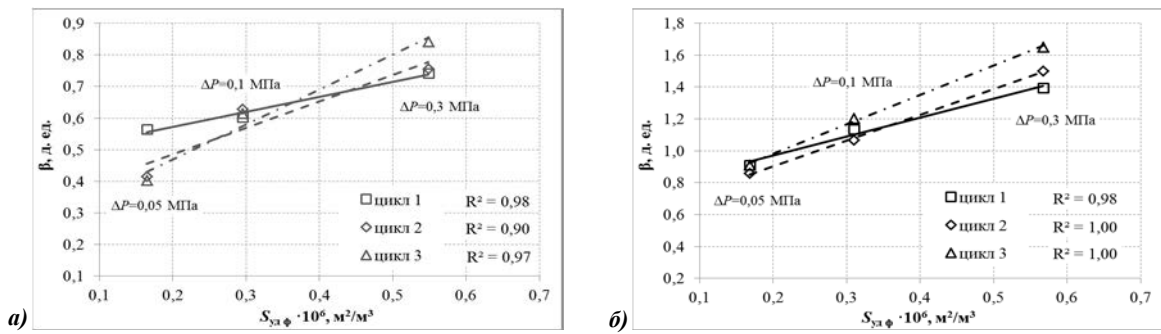 0,9
0,8
0,7
0,6
0,5
0,4
0,3
0,2
0,1
β, д. ед.
ΔP=0,1 МПа
ΔP=0,3 МПа
ΔP=0,05 МПа
цикл 1 R² = 0,98
цикл 2 R² = 0,90
цикл 3 R² = 0,97
0,1 0,2 0,3 0,4 0,5 0,6 0,7
Sуд ф ·10⁶, м²/м³
а)
1,8
1,6
1,4
1,2
1,0
0,8
0,6
0,4
0,2
β, д. ед.
ΔP=0,1 МПа
ΔP=0,3 МПа
ΔP=0,05 МПа
цикл 1 R² = 0,98
цикл 2 R² = 1,00
цикл 3 R² = 1,00
0,1 0,2 0,3 0,4 0,5 0,6 0,7
Sуд ф ·10⁶, м²/м³
б)